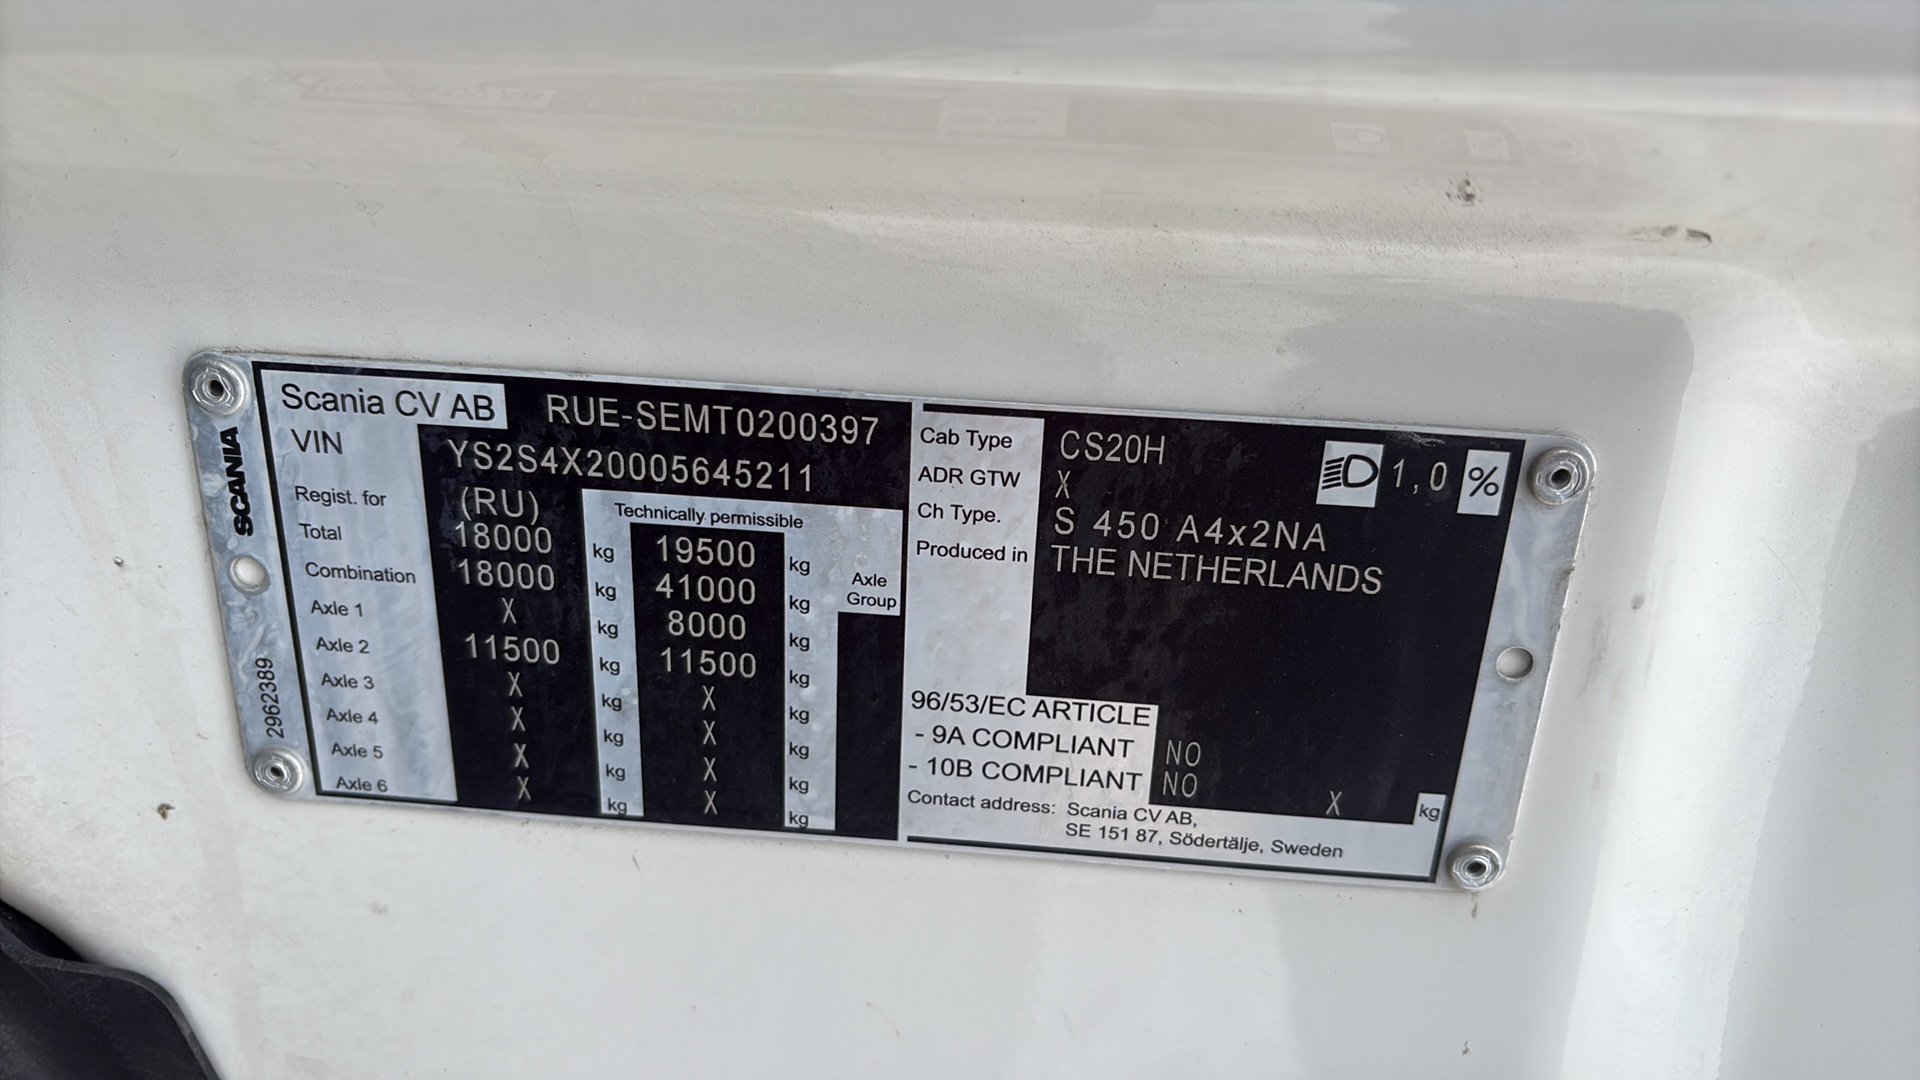 SCANIA
2962389
Scania CV AB RUE-SEMT0200397
VIN YS2S4X20005645211
Regist. for (RU) Technically permissible
Total 18000 kg 19500 kg
Combination 18000 kg 41000 kg Axle Group
Axle 1 X kg 8000 kg
Axle 2 11500 kg 11500 kg
Axle 3 X kg X kg
Axle 4 X kg X kg
Axle 5 X kg X kg
Axle 6 X kg X kg
Cab Type CS20H 1,0 %
ADR GTW X
Ch Type. S 450 A4x2NA
Produced in THE NETHERLANDS
96/53/EC ARTICLE
- 9A COMPLIANT NO
- 10B COMPLIANT NO X kg
Contact address: Scania CV AB,
SE 151 87, Södertälje, Sweden